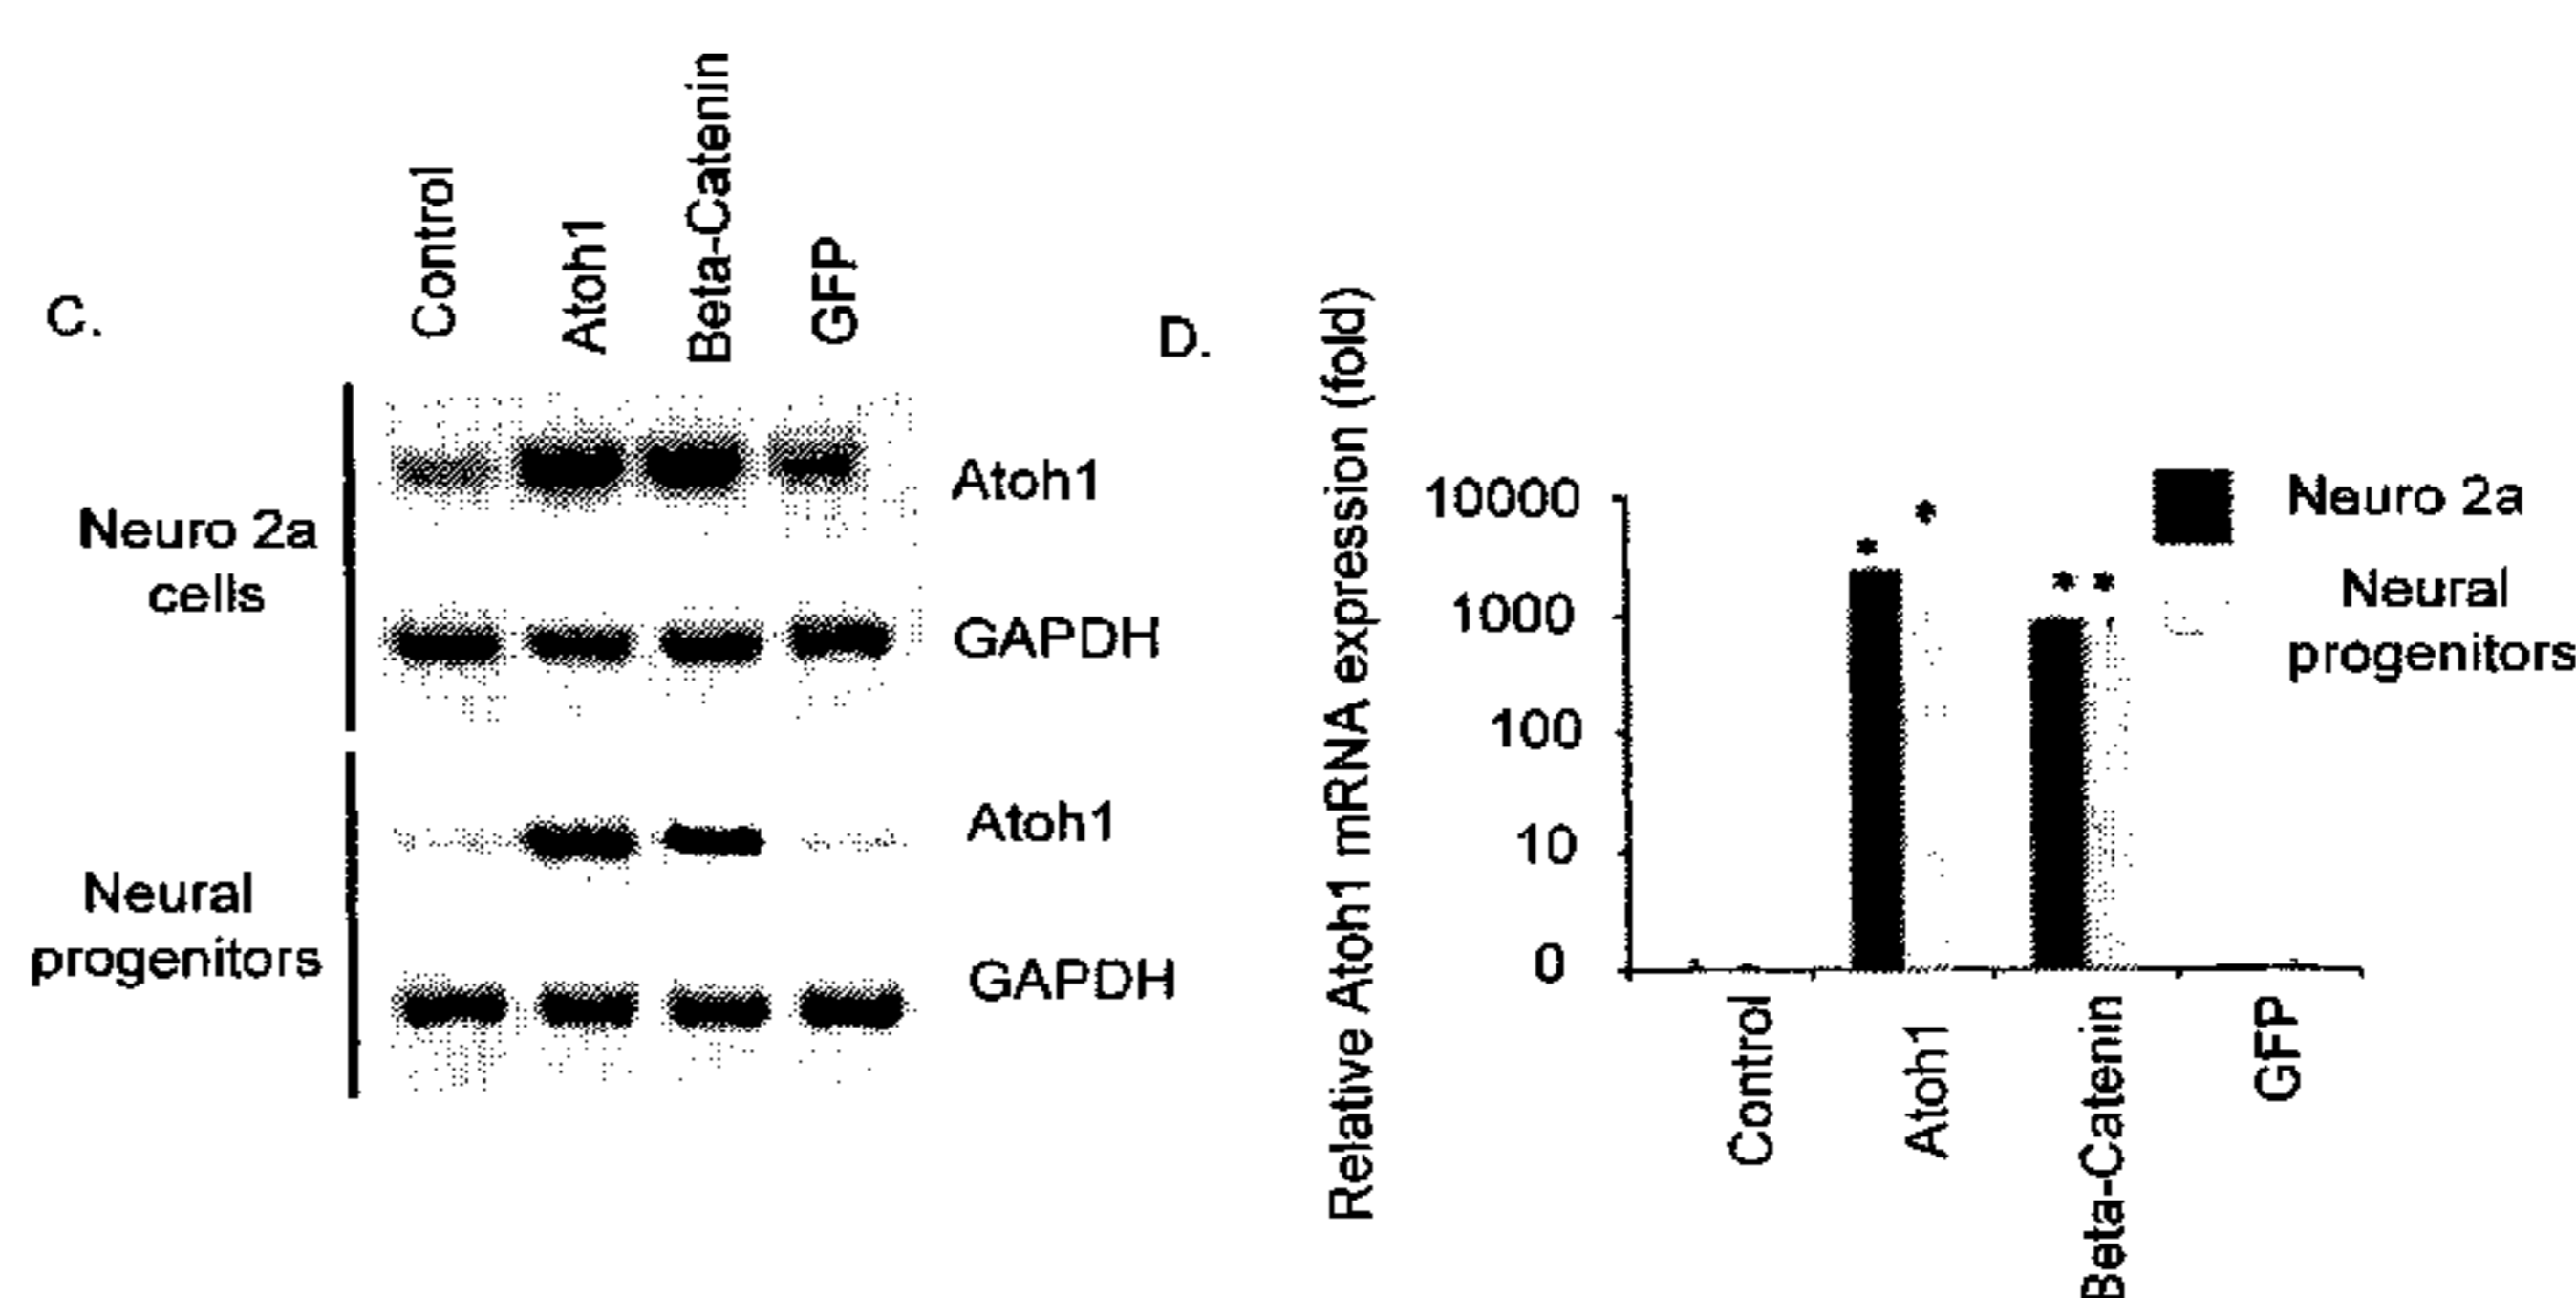 C.
Control
Atoh1
Beta-Catenin
GFP
Neuro 2a
cells
Atoh1
GAPDH
Neural
progenitors
Atoh1
GAPDH
D.
Relative Atoh1 mRNA expression (fold)
10000
1000
100
10
0
*
*
* *
Neuro 2a
Neural
progenitors
Control
Atoh1
Beta-Catenin
GFP